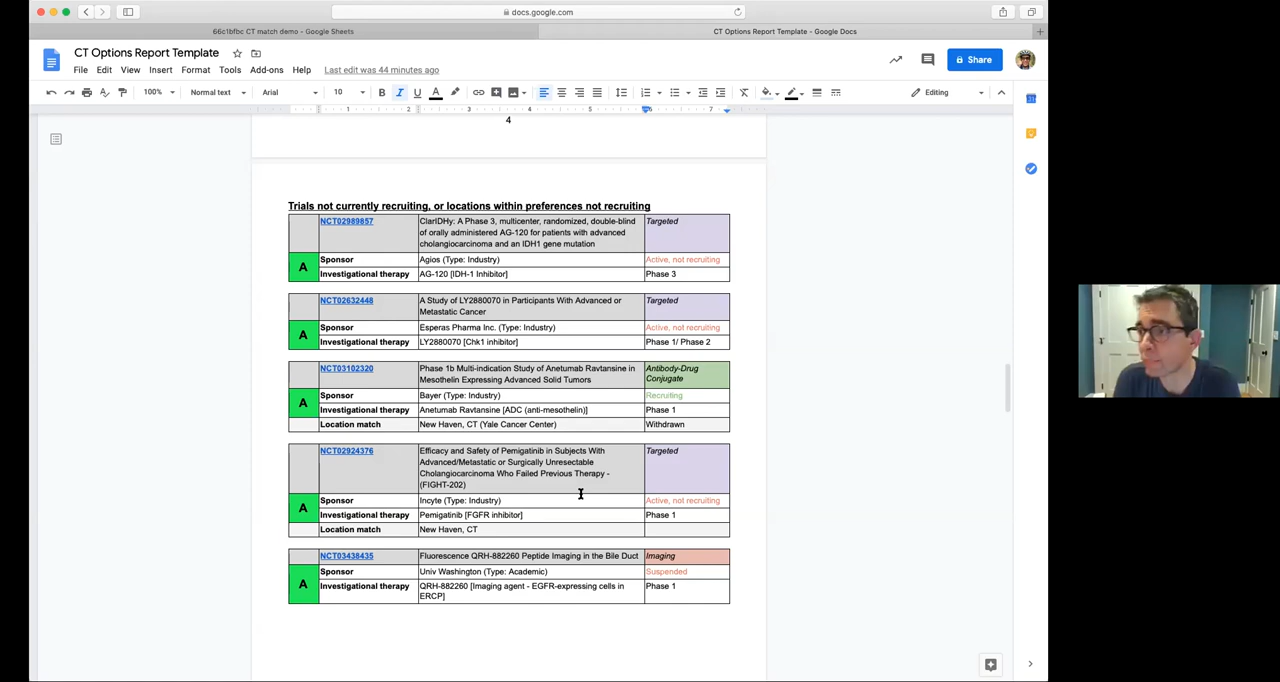 docs.google.com
66c1bfbc CT match demo - Google Sheets
CT Options Report Template - Google Docs
CT Options Report Template
File Edit View Insert Format Tools Add-ons Help Last edit was 44 minutes ago
Share
100% Normal text Arial 10 B I U A Editing
1 2 3 4 5 6 7
4
Trials not currently recruiting, or locations within preferences not recruiting
NCT02989857 ClarIDHy: A Phase 3, multicenter, randomized, double-blind Targeted
of orally administered AG-120 for patients with advanced
cholangiocarcinoma and an IDH1 gene mutation
A Sponsor Agios (Type: Industry) Active, not recruiting
Investigational therapy AG-120 [IDH-1 Inhibitor] Phase 3
NCT02632448 A Study of LY2880070 in Participants With Advanced or Targeted
Metastatic Cancer
A Sponsor Esperas Pharma Inc. (Type: Industry) Active, not recruiting
Investigational therapy LY2880070 [Chk1 inhibitor] Phase 1/ Phase 2
NCT03102320 Phase 1b Multi-indication Study of Anetumab Ravtansine in Antibody-Drug
Mesothelin Expressing Advanced Solid Tumors Conjugate
A Sponsor Bayer (Type: Industry) Recruiting
Investigational therapy Anetumab Ravtansine [ADC (anti-mesothelin)] Phase 1
Location match New Haven, CT (Yale Cancer Center) Withdrawn
NCT02924376 Efficacy and Safety of Pemigatinib in Subjects With Targeted
Advanced/Metastatic or Surgically Unresectable
Cholangiocarcinoma Who Failed Previous Therapy -
(FIGHT-202)
A Sponsor Incyte (Type: Industry) Active, not recruiting
Investigational therapy Pemigatinib [FGFR inhibitor] Phase 1
Location match New Haven, CT
NCT03438435 Fluorescence QRH-882260 Peptide Imaging in the Bile Duct Imaging
A Sponsor Univ Washington (Type: Academic) Suspended
Investigational therapy QRH-882260 [Imaging agent - EGFR-expressing cells in Phase 1
ERCP]